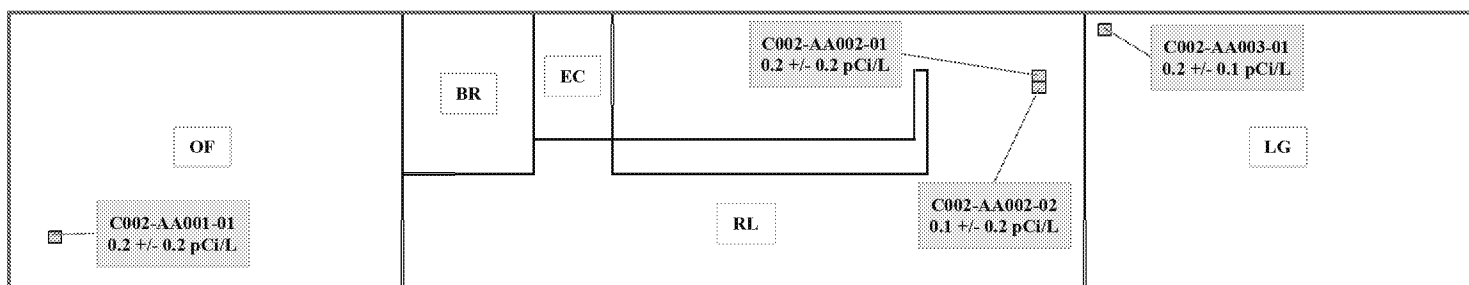 C002-AA002-01
0.2 +/- 0.2 pCi/L
C002-AA003-01
0.2 +/- 0.1 pCi/L
EC
BR
OF
LG
C002-AA002-02
0.1 +/- 0.2 pCi/L
C002-AA001-01
0.2 +/- 0.2 pCi/L
RL